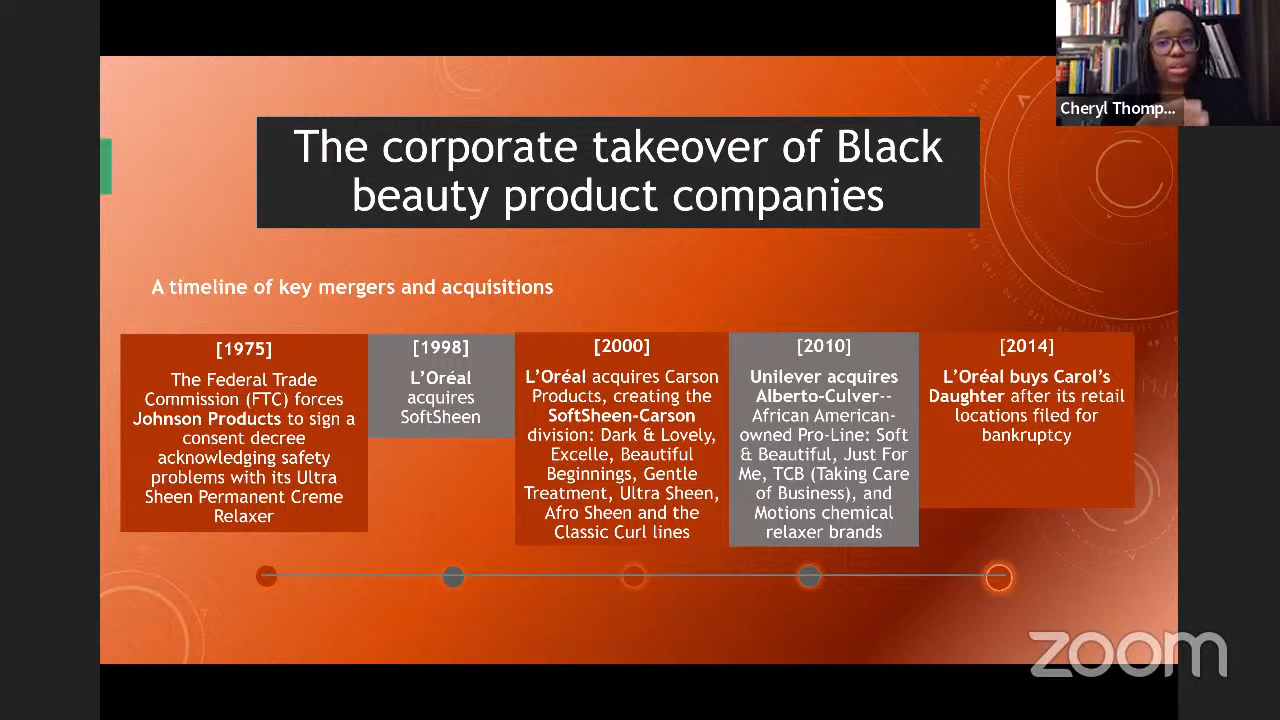 Cheryl Thomp...
The corporate takeover of Black
beauty product companies
A timeline of key mergers and acquisitions
[1975]
The Federal Trade
Commission (FTC) forces
Johnson Products to sign a
consent decree
acknowledging safety
problems with its Ultra
Sheen Permanent Creme
Relaxer
[1998]
L'Oréal
acquires
SoftSheen
[2000]
L'Oréal acquires Carson
Products, creating the
SoftSheen-Carson
division: Dark & Lovely,
Excelle, Beautiful
Beginnings, Gentle
Treatment, Ultra Sheen,
Afro Sheen and the
Classic Curl lines
[2010]
Unilever acquires
Alberto-Culver--
African American-
owned Pro-Line: Soft
& Beautiful, Just For
Me, TCB (Taking Care
of Business), and
Motions chemical
relaxer brands
[2014]
L'Oréal buys Carol's
Daughter after its retail
locations filed for
bankruptcy
zoom